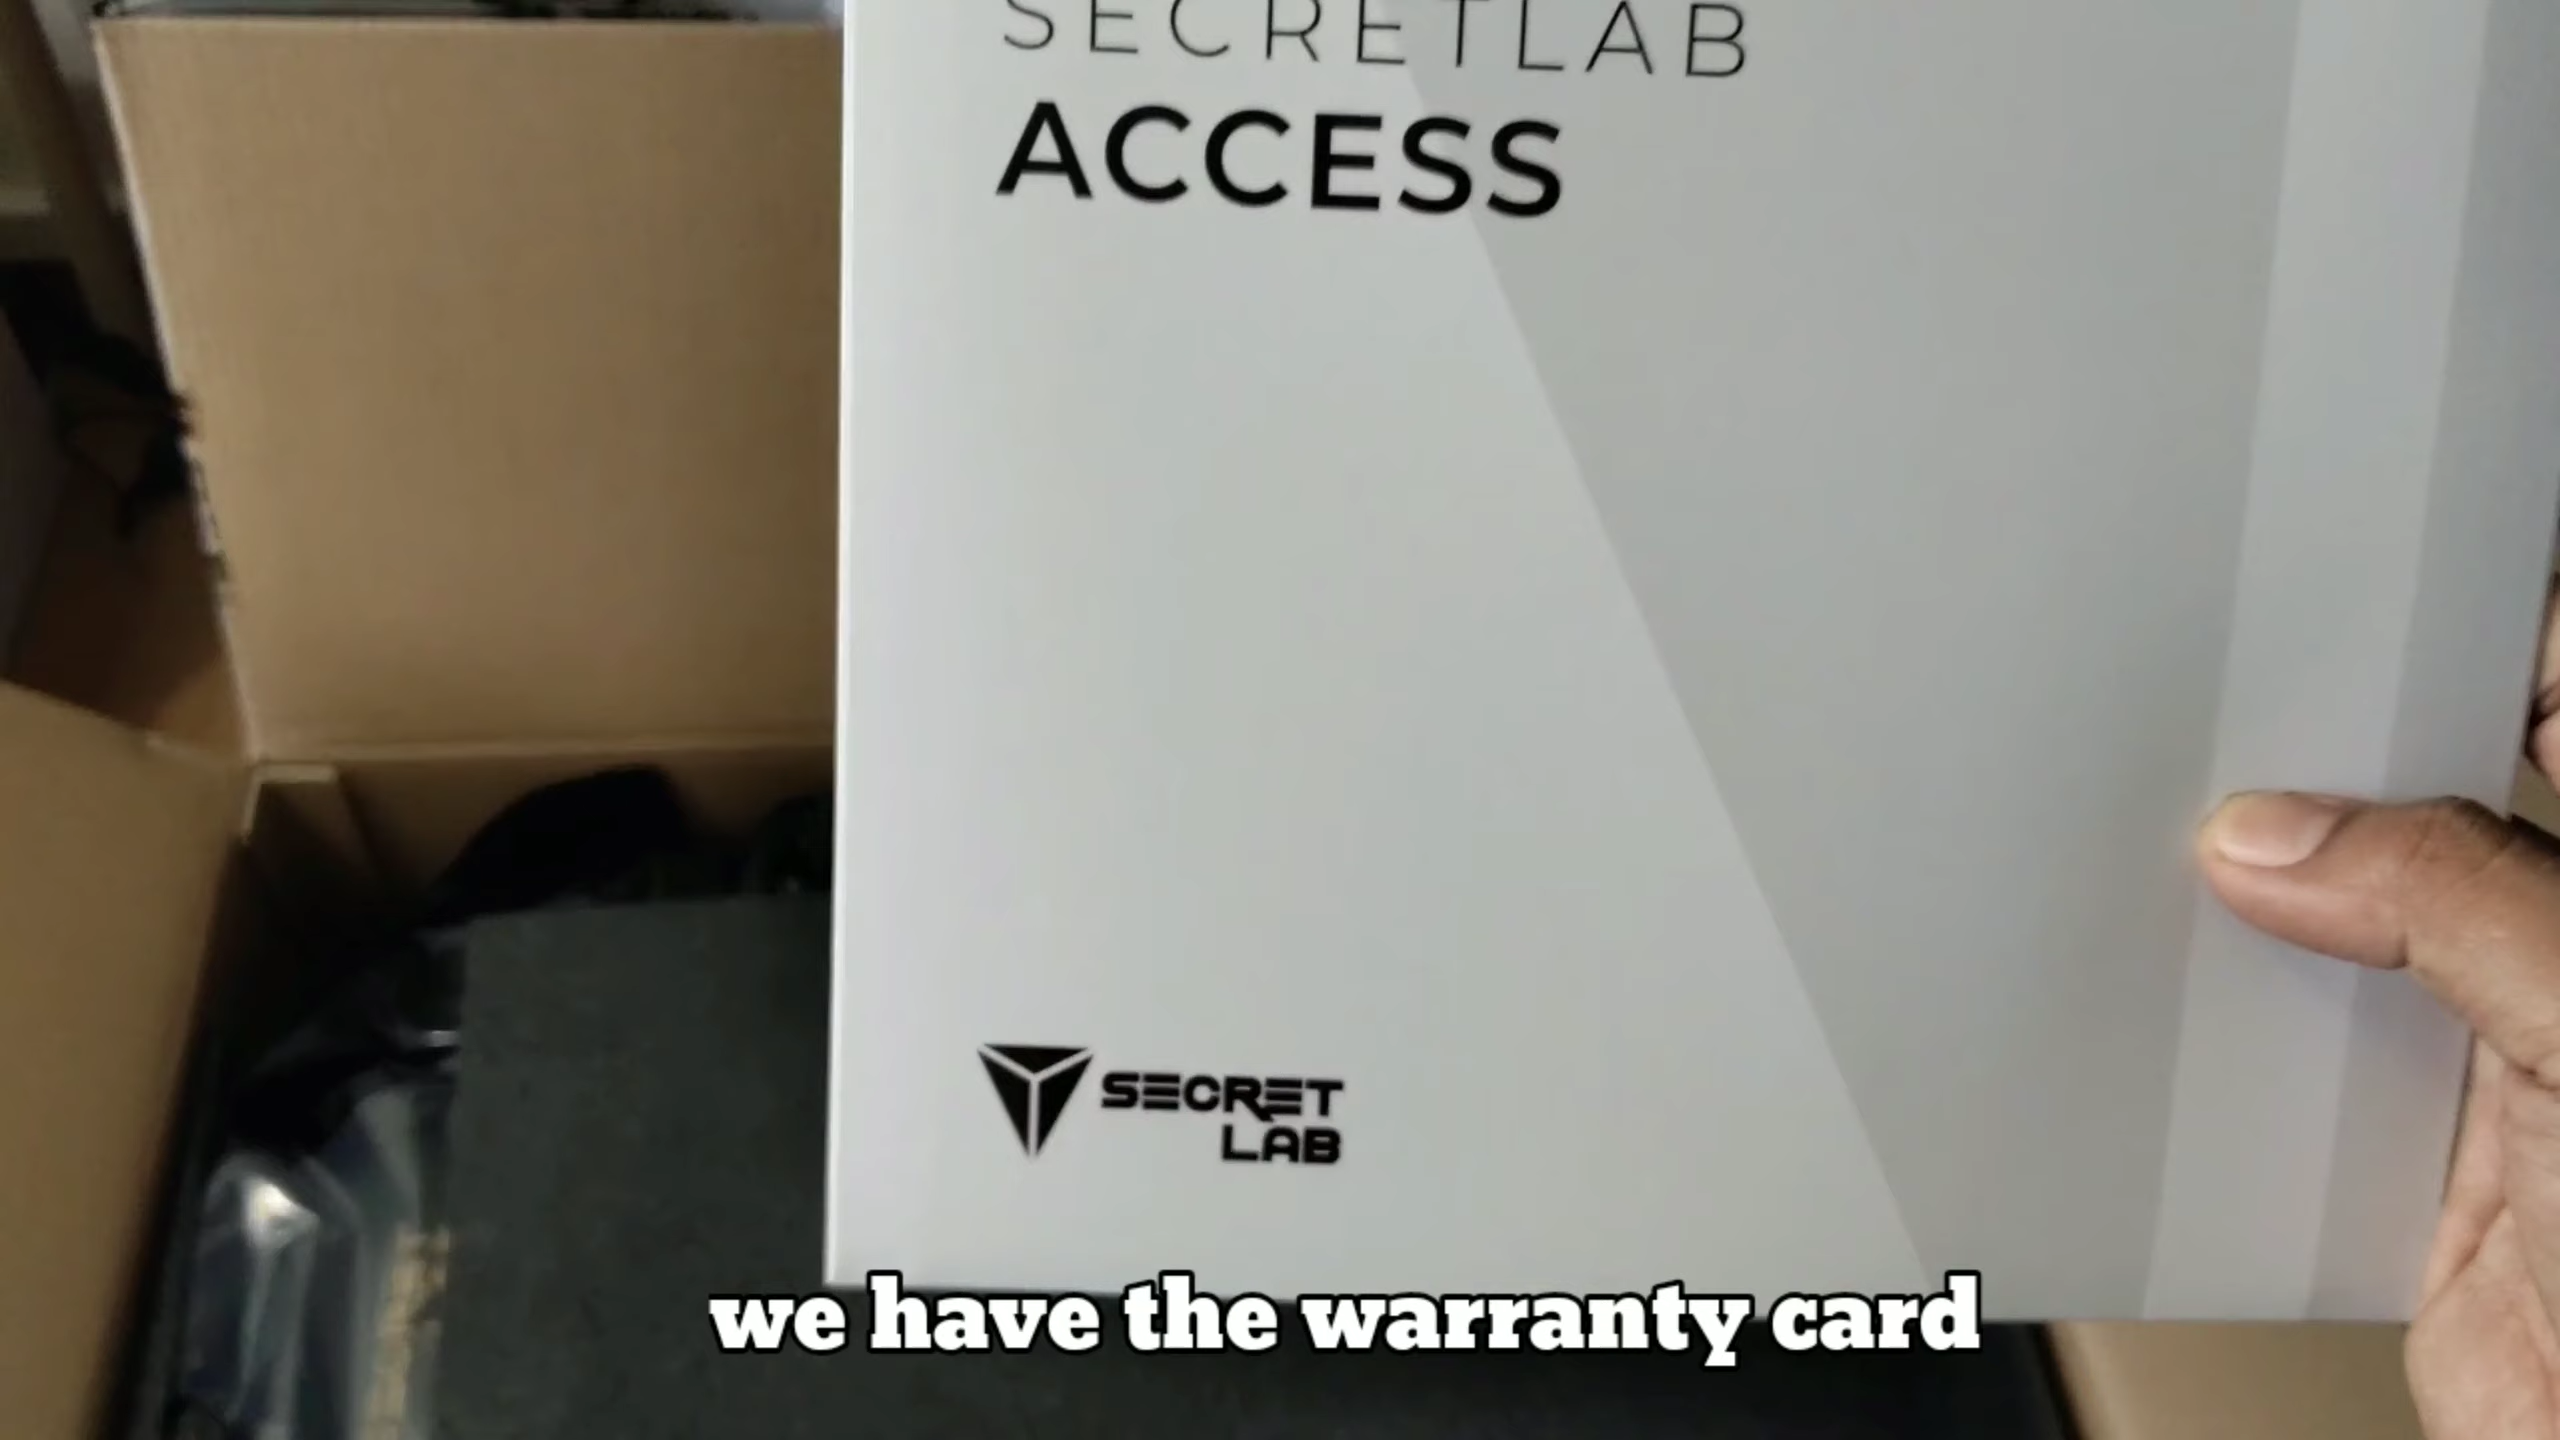 SECRETLAB
ACCESS
SECRET
LAB
we have the warranty card